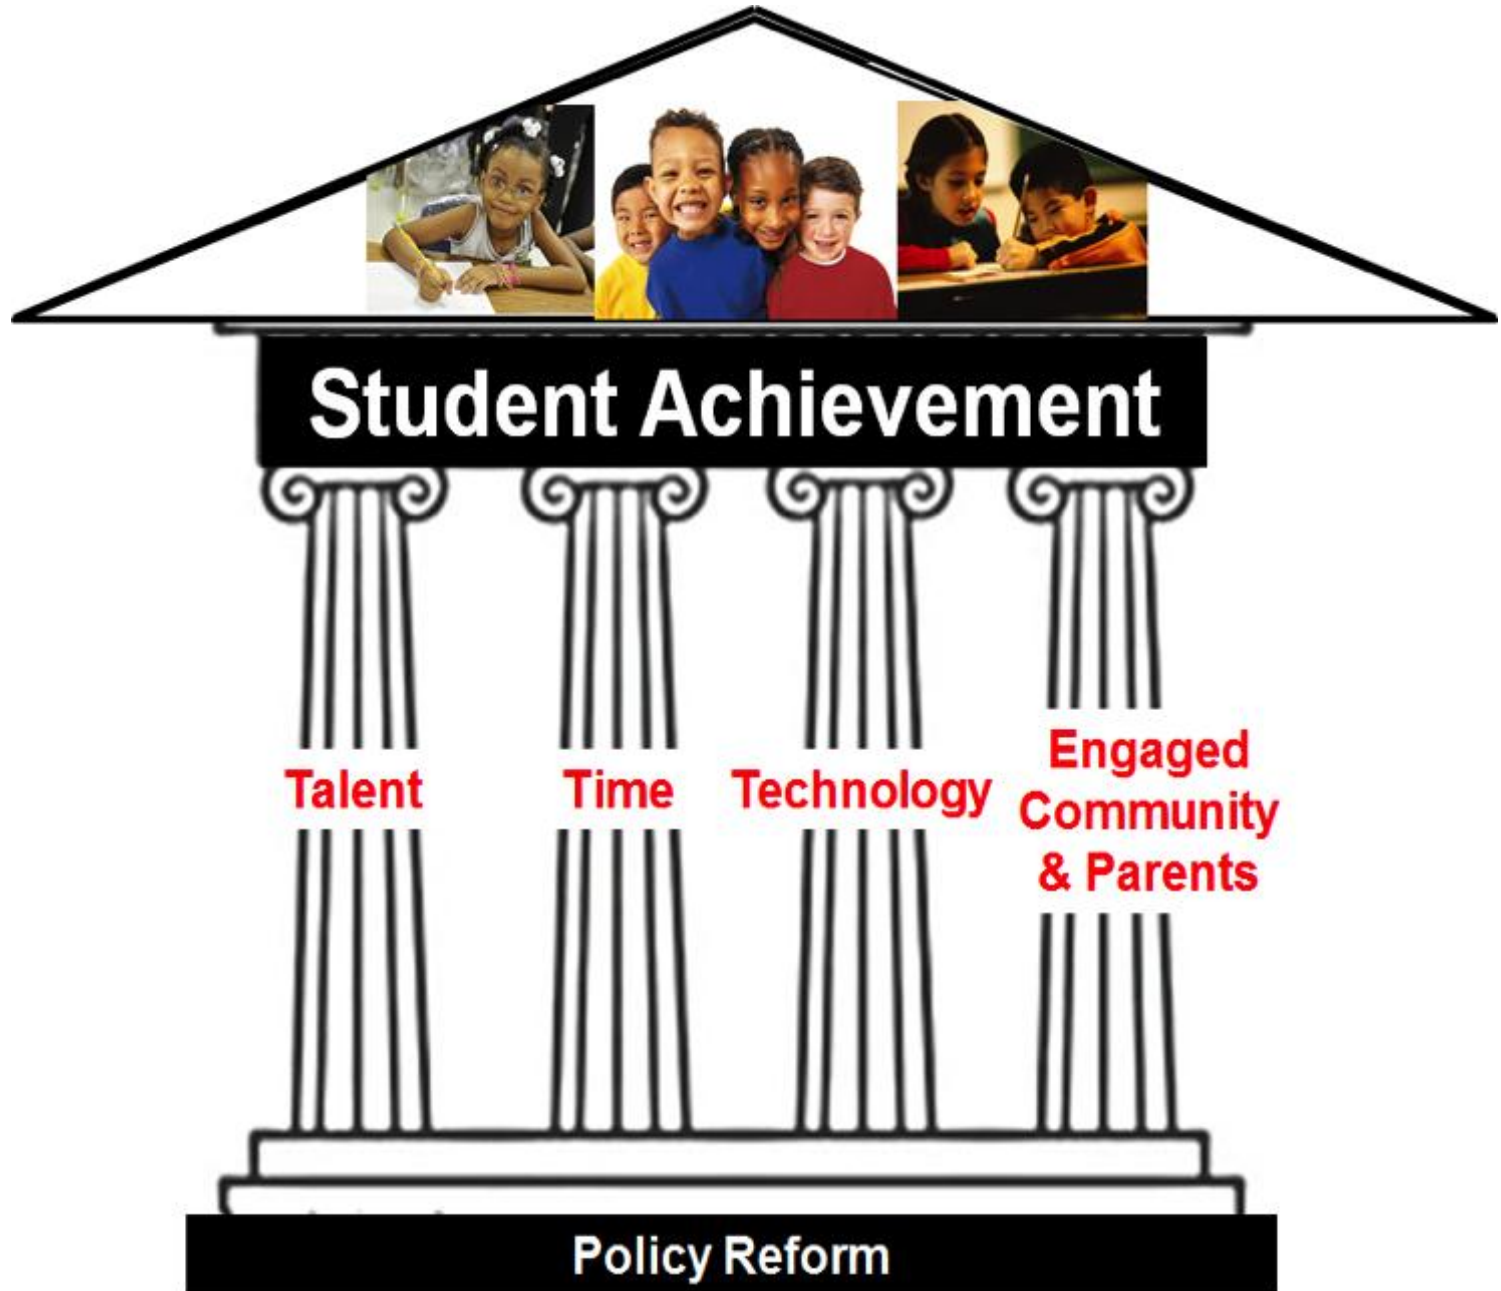 Student Achievement
Talent
Time
Technology
Engaged
Community
& Parents
Policy Reform